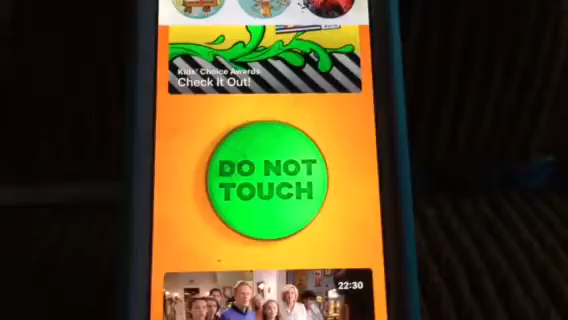 Kids' Choice Awards
Check It Out!
DO NOT
TOUCH
22:30